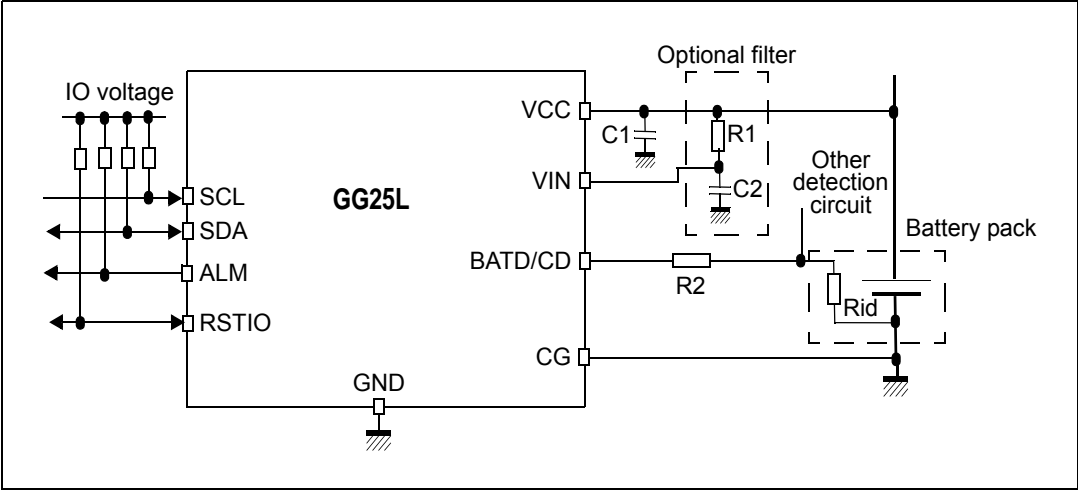 Optional filter
IO voltage
VCC
C1
R1
VIN
C2
Other
detection
circuit
SCL
GG25L
SDA
Battery pack
BATD/CD
R2
ALM
Rid
RSTIO
CG
GND